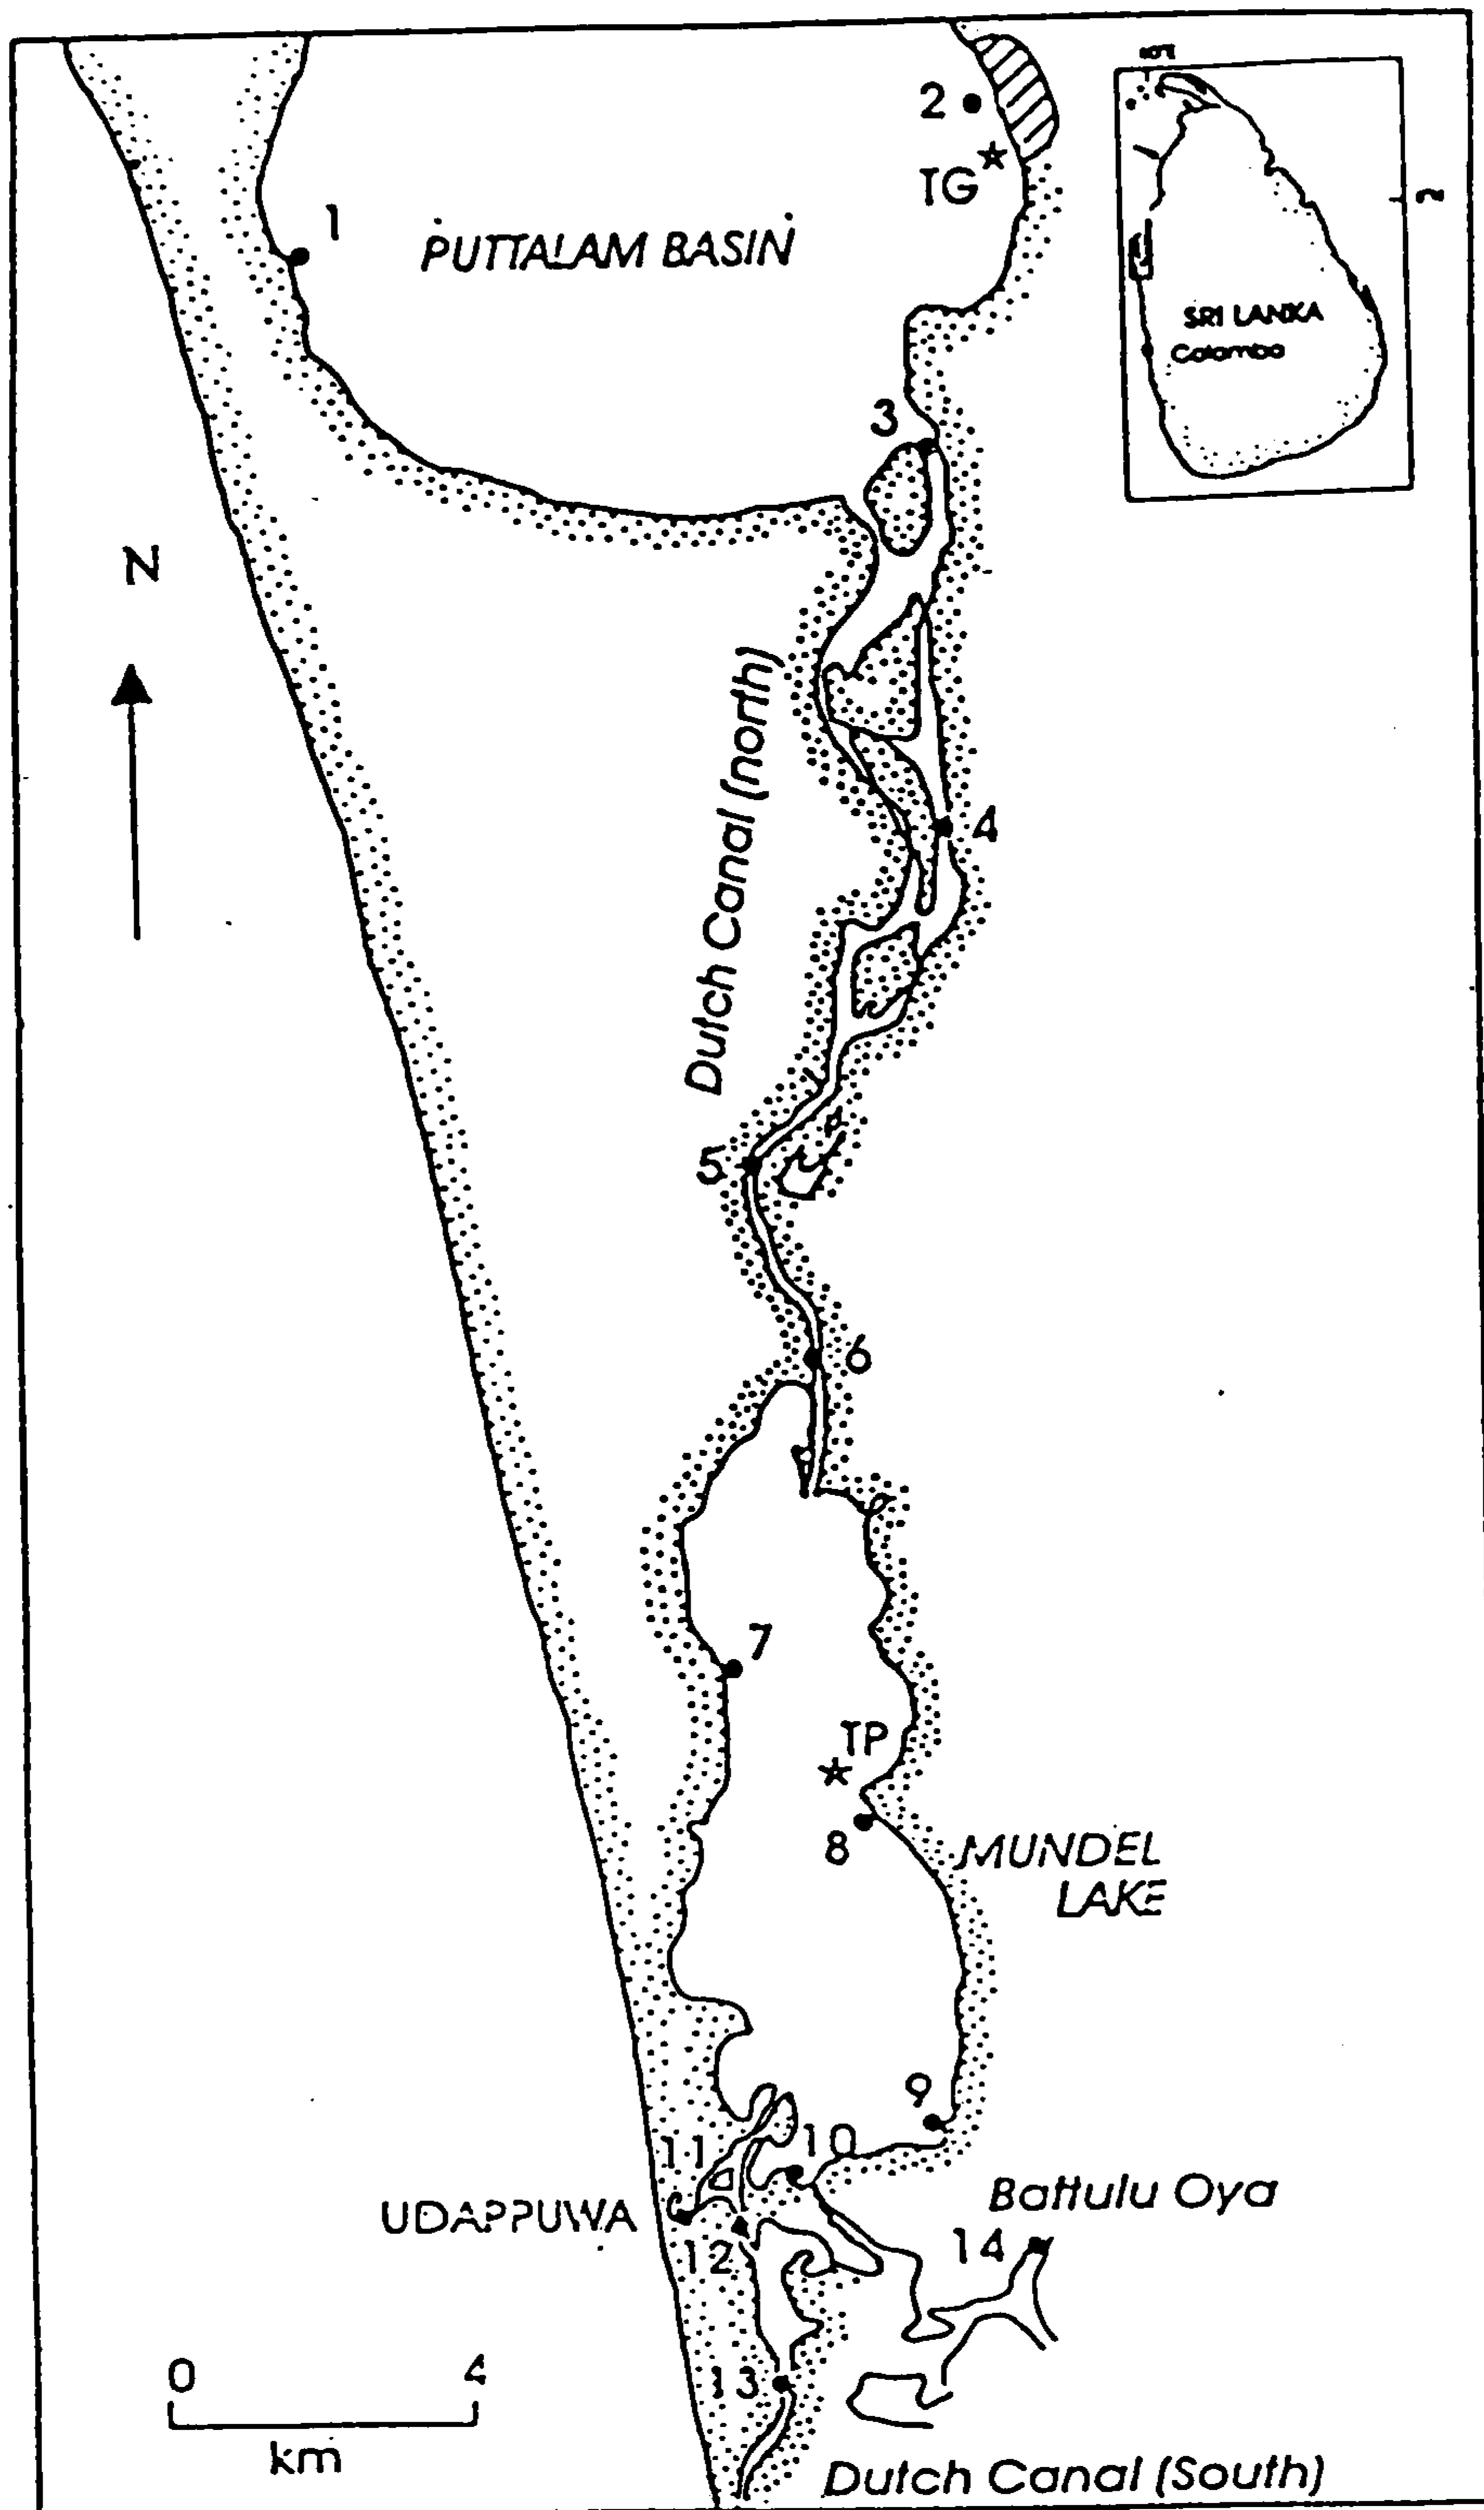 2
TG
1
PUTTALAM BASIN
SRI LANKA
Colombo
3
N
Dutch Canal (north)
4
5
6
7
TP
8
MUNDEL
LAKE
9
10
11
UDAPPUWA
Battulu Oya
12
14
13
0 4
km
Dutch Canal (South)